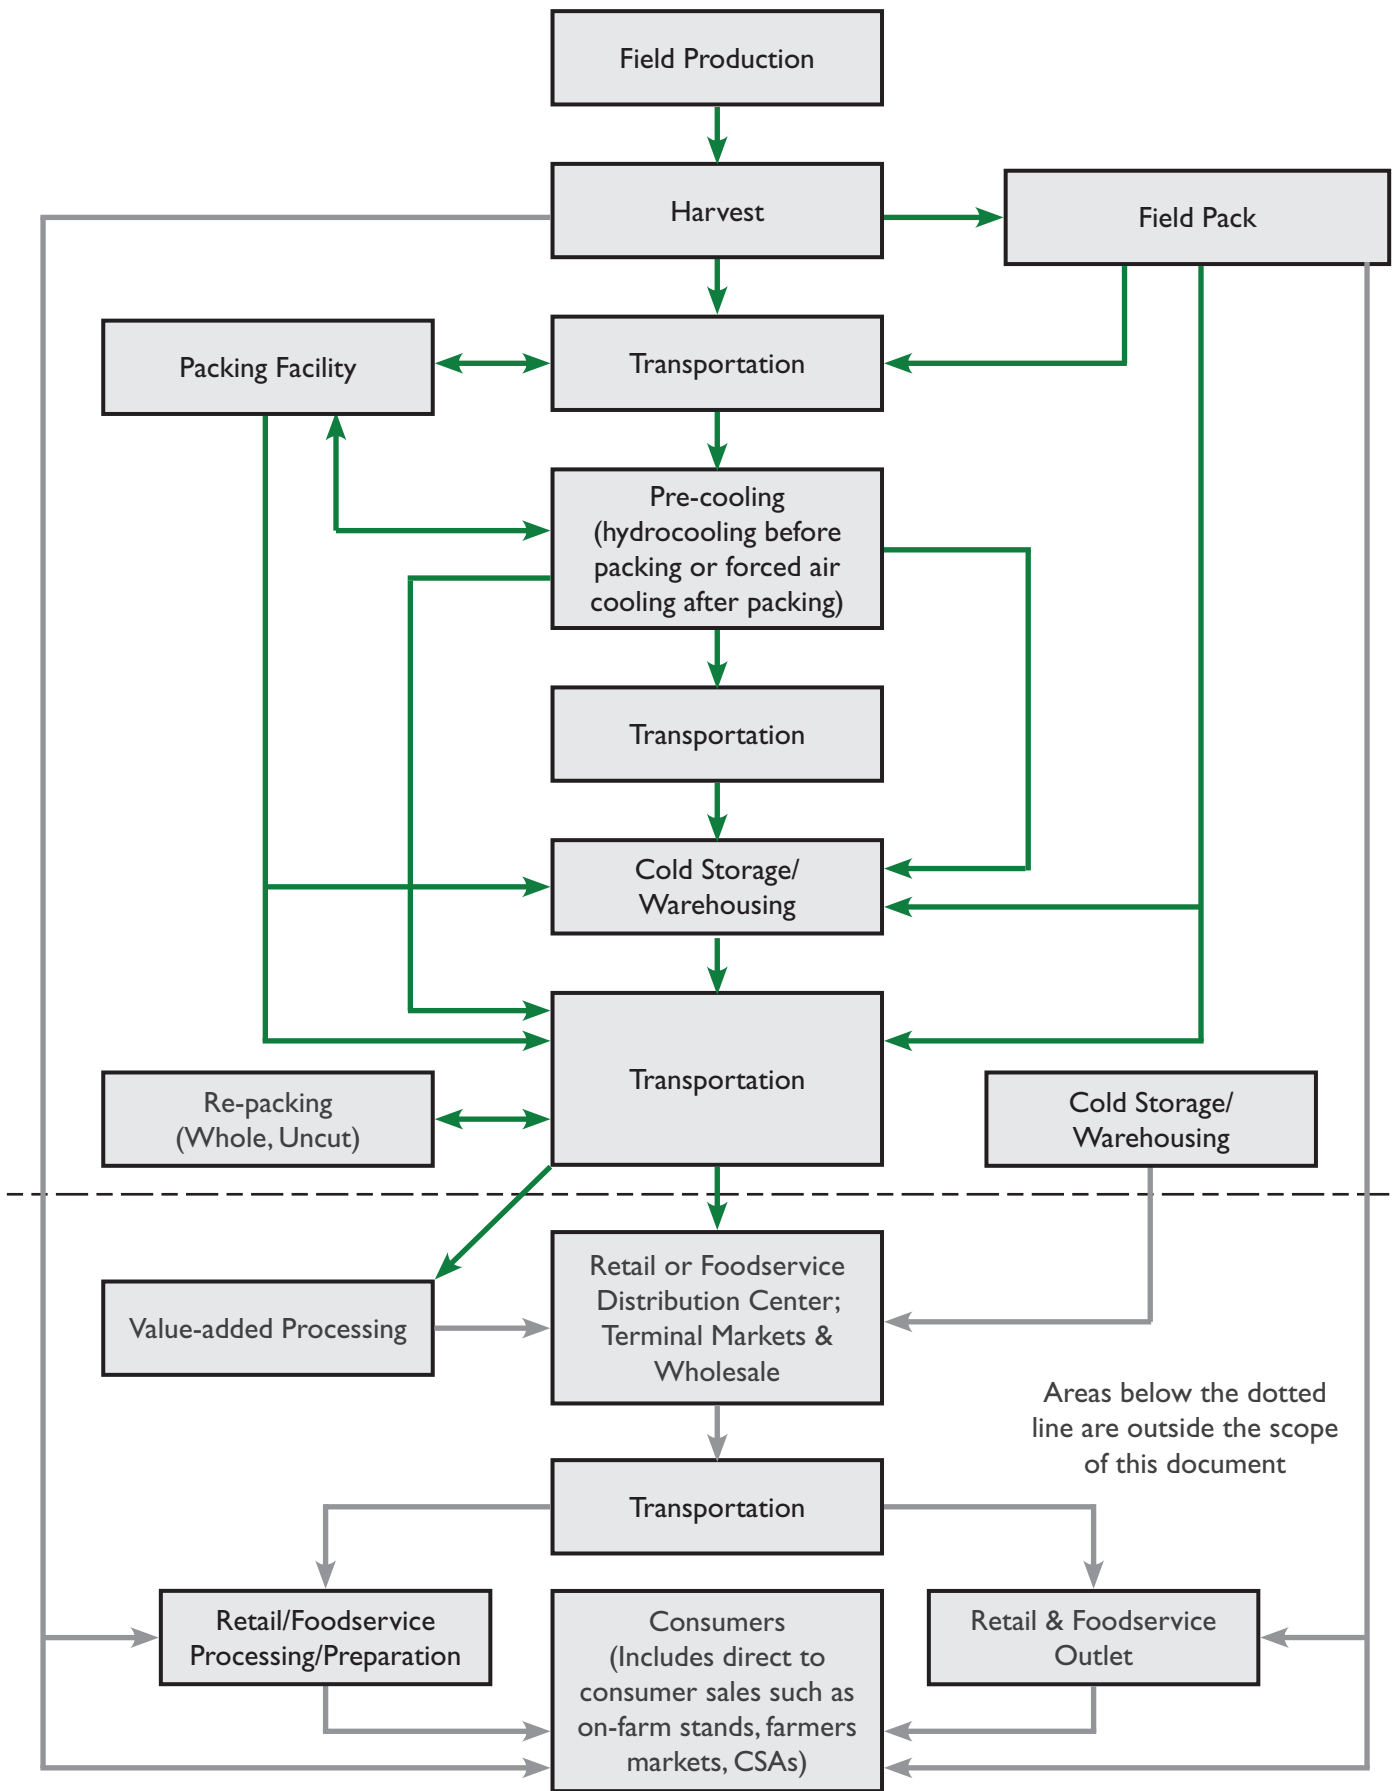 Field Production
Harvest
Field Pack
Packing Facility
Transportation
Pre-cooling
(hydrocooling before
packing or forced air
cooling after packing)
Transportation
Cold Storage/
Warehousing
Transportation
Re-packing
(Whole, Uncut)
Cold Storage/
Warehousing
Retail or Foodservice
Distribution Center;
Terminal Markets &
Wholesale
Value-added Processing
Areas below the dotted
line are outside the scope
of this document
Transportation
Retail/Foodservice
Processing/Preparation
Consumers
(Includes direct to
consumer sales such as
on-farm stands, farmers
markets, CSAs)
Retail & Foodservice
Outlet